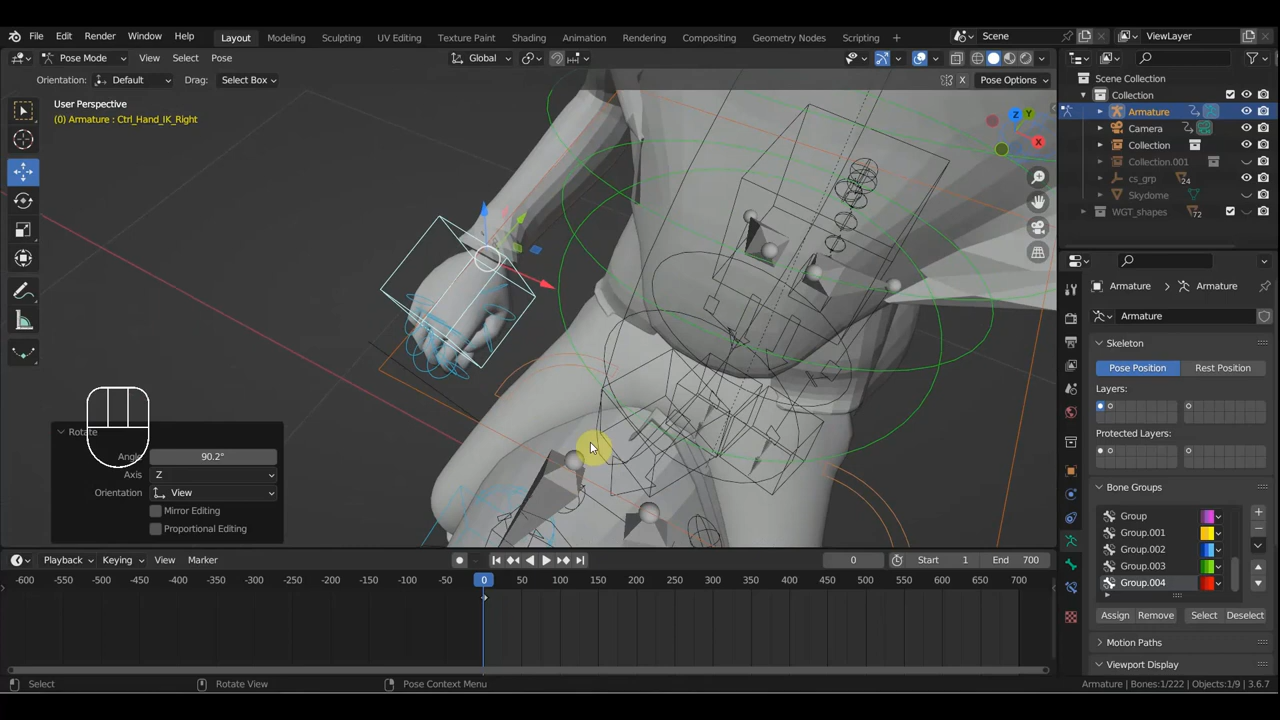 File Edit Render Window Help Layout Modeling Sculpting UV Editing Texture Paint Shading Animation Rendering Compositing Geometry Nodes Scripting + Scene ViewLayer
Pose Mode View Select Pose Global
Orientation: Default Drag: Select Box Pose Options
User Perspective
(0) Armature : Ctrl_Hand_IK_Right
Z Y X
Rotate
Angle 90.2°
Axis Z
Orientation View
Mirror Editing
Proportional Editing
Scene Collection
Collection
Armature
Camera
Collection
Collection.001
cs_grp 24
Skydome
WGT_shapes 72
Armature Armature
Armature
Skeleton
Pose Position Rest Position
Layers:
Protected Layers:
Bone Groups
Group
Group.001
Group.002
Group.003
Group.004
Assign Remove Select Deselect
Motion Paths
Viewport Display
Playback Keying View Marker 0 Start 1 End 700
-600 -550 -500 -450 -400 -350 -300 -250 -200 -150 -100 -50 0 50 100 150 200 250 300 350 400 450 500 550 600 650 700
Select Rotate View Pose Context Menu Armature | Bones:1/222 | Objects:1/9 | 3.6.7